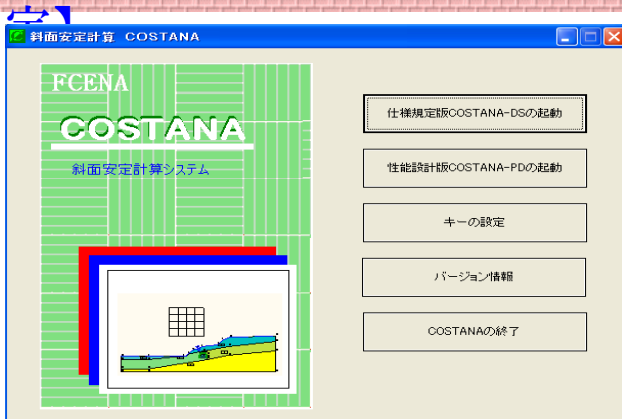 定】
斜面安定計算 COSTANA
FCENA
COSTANA
斜面安定計算システム
仕様規定版COSTANA-DSの起動
性能設計版COSTANA-PDの起動
キーの設定
バージョン情報
COSTANAの終了